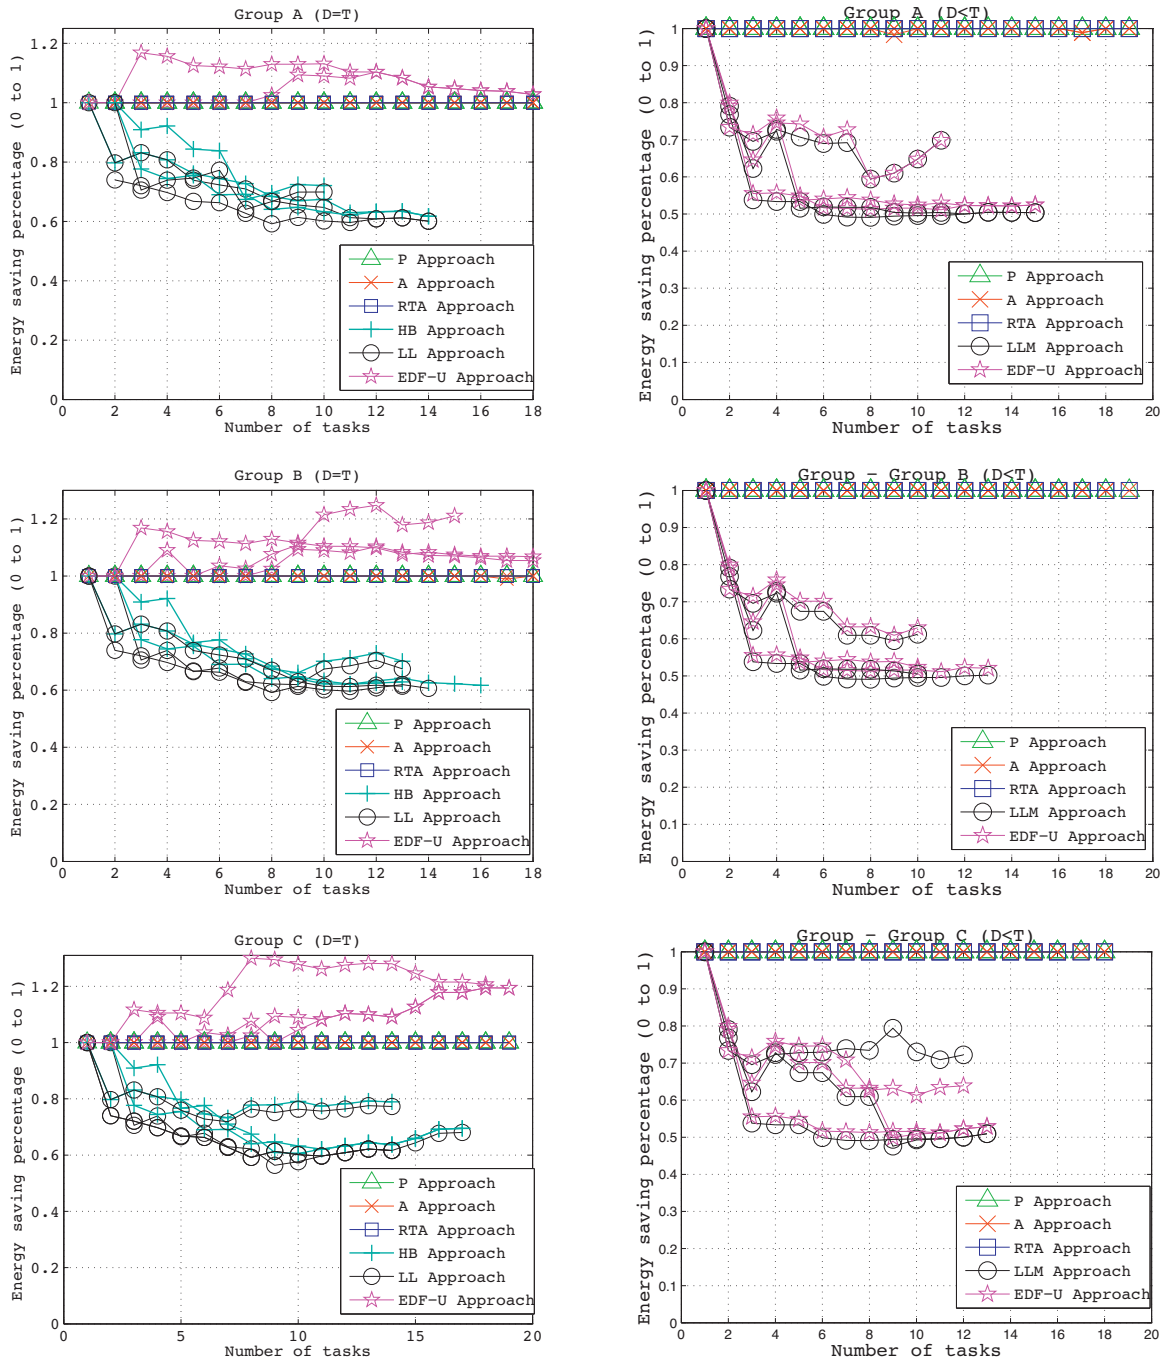 Group A (D=T)
Energy saving percentage (0 to 1)
1.2
1
0.8
0.6
0.4
0.2
0
P Approach
A Approach
RTA Approach
HB Approach
LL Approach
EDF-U Approach
0 2 4 6 8 10 12 14 16 18
Number of tasks
Group A (D<T)
Energy saving percentage (0 to 1)
1
0.9
0.8
0.7
0.6
0.5
0.4
0.3
0.2
0.1
0
P Approach
A Approach
RTA Approach
LLM Approach
EDF-U Approach
0 2 4 6 8 10 12 14 16 18 20
Number of tasks
Group B (D=T)
Energy saving percentage (0 to 1)
1.2
1
0.8
0.6
0.4
0.2
0
P Approach
A Approach
RTA Approach
HB Approach
LL Approach
EDF-U Approach
0 2 4 6 8 10 12 14 16 18
Number of tasks
Group - Group B (D<T)
Energy saving percentage (0 to 1)
1
0.9
0.8
0.7
0.6
0.5
0.4
0.3
0.2
0.1
0
P Approach
A Approach
RTA Approach
LLM Approach
EDF-U Approach
0 2 4 6 8 10 12 14 16 18 20
Number of tasks
Group C (D=T)
Energy saving percentage (0 to 1)
1.2
1
0.8
0.6
0.4
0.2
0
P Approach
A Approach
RTA Approach
HB Approach
LL Approach
EDF-U Approach
0 5 10 15 20
Number of tasks
Group - Group C (D<T)
Energy saving percentage (0 to 1)
1
0.9
0.8
0.7
0.6
0.5
0.4
0.3
0.2
0.1
0
P Approach
A Approach
RTA Approach
LLM Approach
EDF-U Approach
0 2 4 6 8 10 12 14 16 18 20
Number of tasks